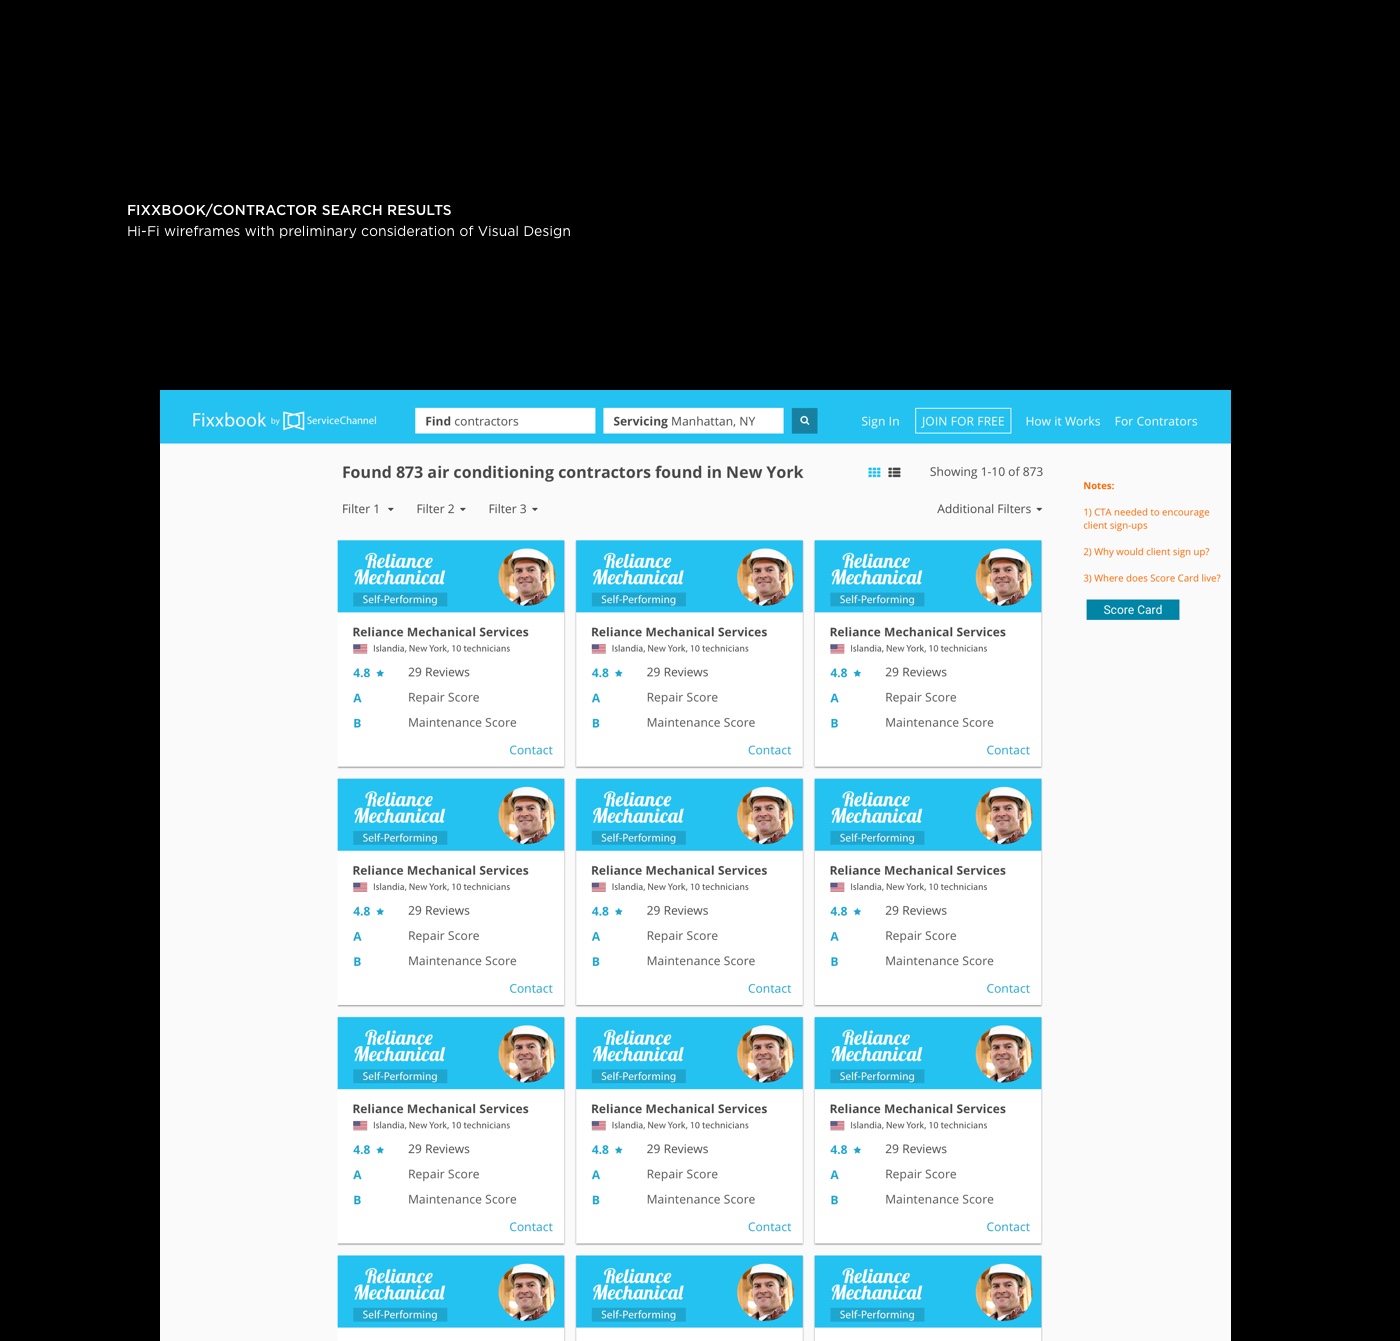 FIXXBOOK/CONTRACTOR SEARCH RESULTS
Hi-Fi wireframes with preliminary consideration of Visual Design
Fixxbook by ServiceChannel
Find contractors
Servicing Manhattan, NY
Sign In
JOIN FOR FREE
How it Works
For Contrators
Found 873 air conditioning contractors found in New York
Showing 1-10 of 873
Filter 1
Filter 2
Filter 3
Additional Filters
Notes:
1) CTA needed to encourage
client sign-ups
2) Why would client sign up?
3) Where does Score Card live?
Score Card
Reliance
Mechanical
Self-Performing
Reliance Mechanical Services
Islandia, New York, 10 technicians
4.8 29 Reviews
A Repair Score
B Maintenance Score
Contact
Reliance
Mechanical
Self-Performing
Reliance Mechanical Services
Islandia, New York, 10 technicians
4.8 29 Reviews
A Repair Score
B Maintenance Score
Contact
Reliance
Mechanical
Self-Performing
Reliance Mechanical Services
Islandia, New York, 10 technicians
4.8 29 Reviews
A Repair Score
B Maintenance Score
Contact
Reliance
Mechanical
Self-Performing
Reliance Mechanical Services
Islandia, New York, 10 technicians
4.8 29 Reviews
A Repair Score
B Maintenance Score
Contact
Reliance
Mechanical
Self-Performing
Reliance Mechanical Services
Islandia, New York, 10 technicians
4.8 29 Reviews
A Repair Score
B Maintenance Score
Contact
Reliance
Mechanical
Self-Performing
Reliance Mechanical Services
Islandia, New York, 10 technicians
4.8 29 Reviews
A Repair Score
B Maintenance Score
Contact
Reliance
Mechanical
Self-Performing
Reliance Mechanical Services
Islandia, New York, 10 technicians
4.8 29 Reviews
A Repair Score
B Maintenance Score
Contact
Reliance
Mechanical
Self-Performing
Reliance Mechanical Services
Islandia, New York, 10 technicians
4.8 29 Reviews
A Repair Score
B Maintenance Score
Contact
Reliance
Mechanical
Self-Performing
Reliance Mechanical Services
Islandia, New York, 10 technicians
4.8 29 Reviews
A Repair Score
B Maintenance Score
Contact
Reliance
Mechanical
Self-Performing
Reliance
Mechanical
Self-Performing
Reliance
Mechanical
Self-Performing